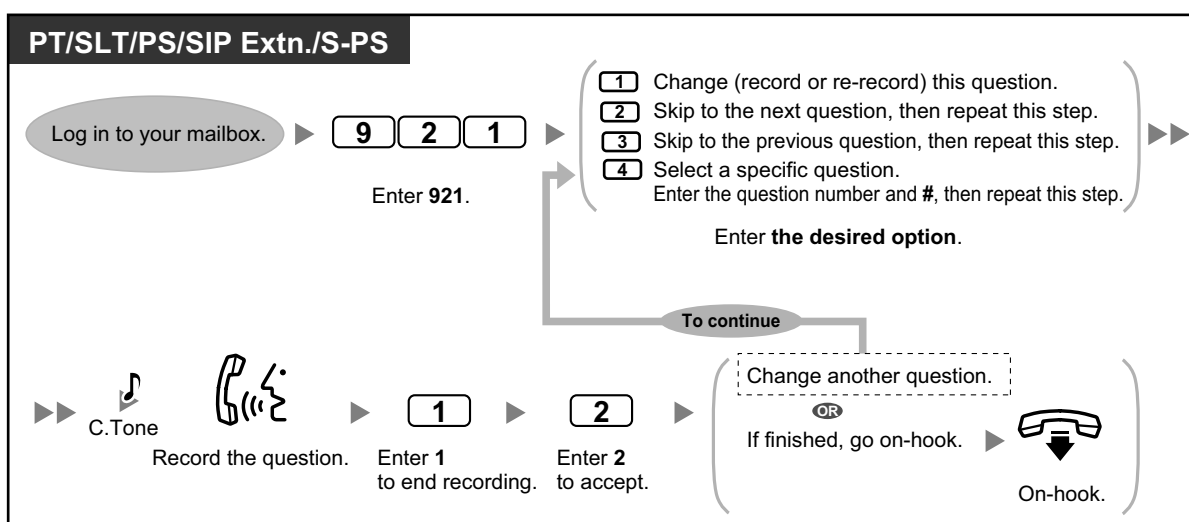 PT/SLT/PS/SIP Extn./S-PS
Log in to your mailbox.
9 2 1
Enter 921.
1 Change (record or re-record) this question.
2 Skip to the next question, then repeat this step.
3 Skip to the previous question, then repeat this step.
4 Select a specific question.
Enter the question number and #, then repeat this step.
Enter the desired option.
To continue
C.Tone
Record the question.
1
Enter 1
to end recording.
2
Enter 2
to accept.
Change another question.
OR
If finished, go on-hook.
On-hook.